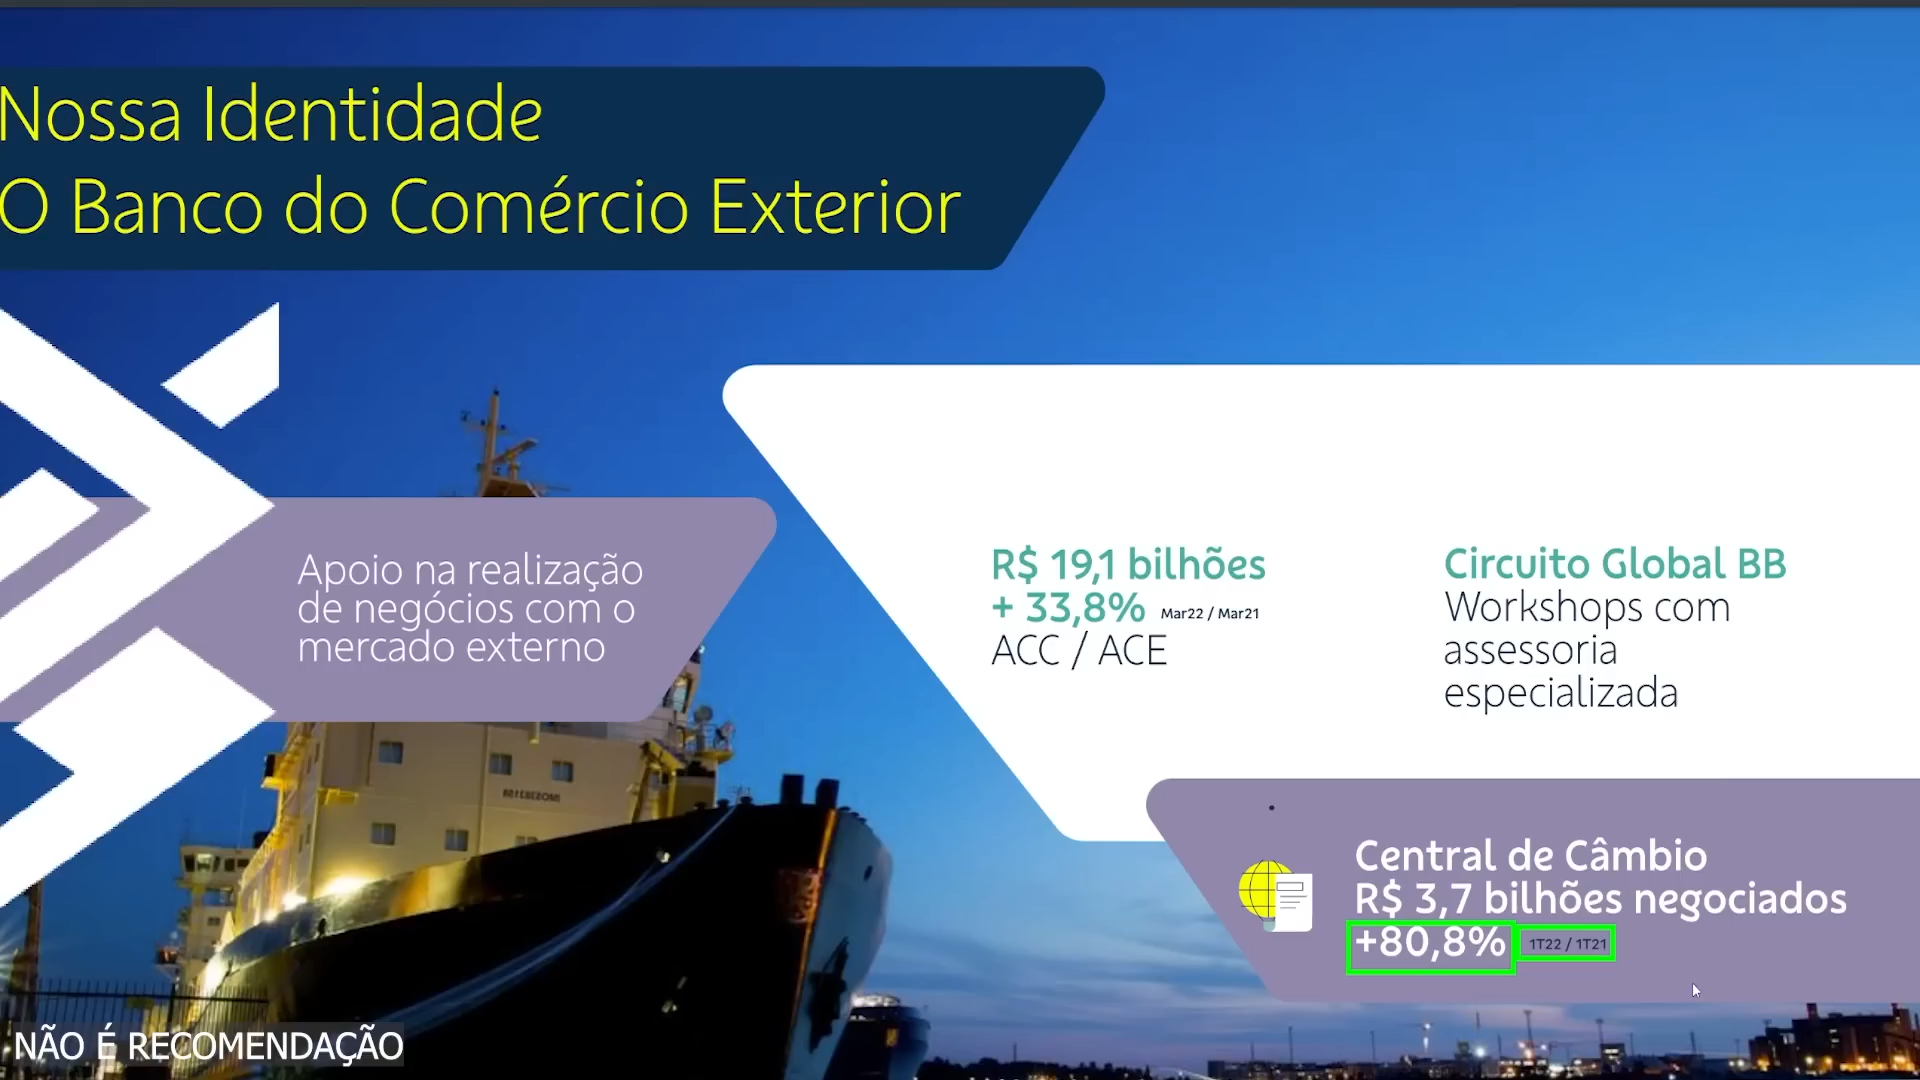 Nossa Identidade
O Banco do Comércio Exterior
Apoio na realização
de negócios com o
mercado externo
R$ 19,1 bilhões
+ 33,8% Mar22 / Mar21
ACC / ACE
Circuito Global BB
Workshops com
assessoria
especializada
Central de Câmbio
R$ 3,7 bilhões negociados
+80,8% 1T22 / 1T21
NÃO É RECOMENDAÇÃO